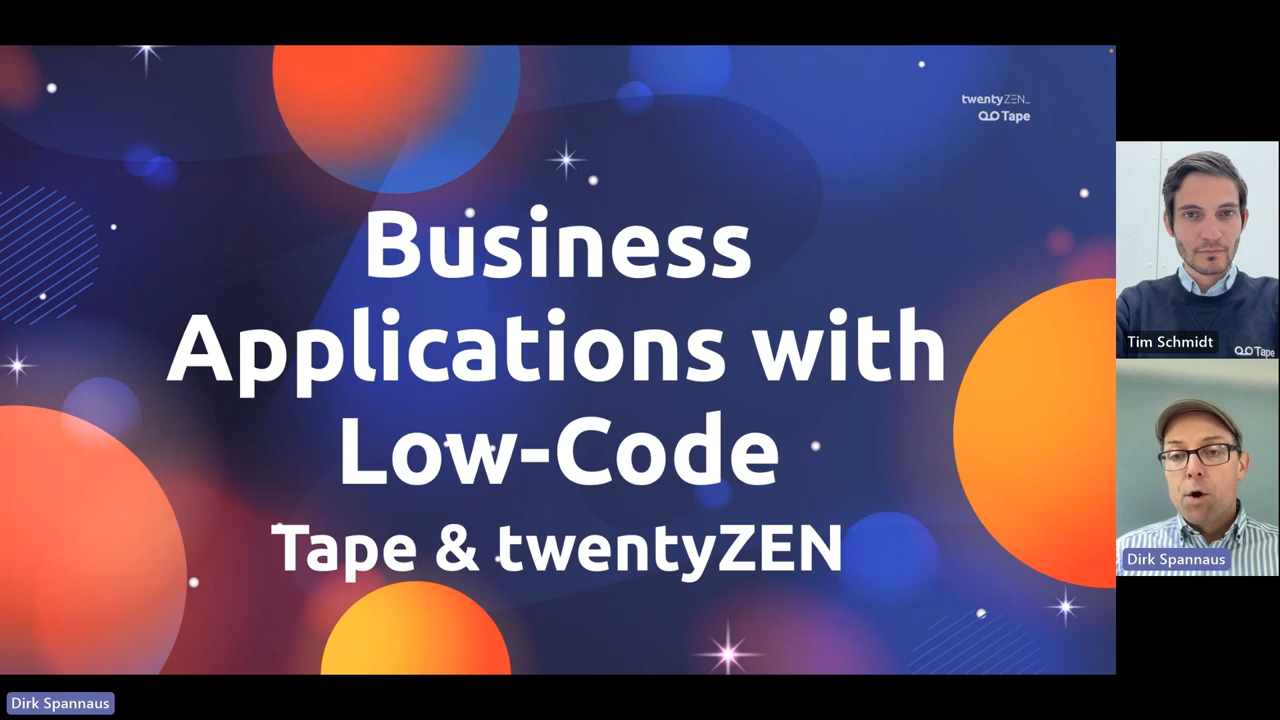 twentyZEN_
Tape
Business
Applications with
Low-Code
Tape & twentyZEN
Tim Schmidt
Tape
Dirk Spannaus
Dirk Spannaus